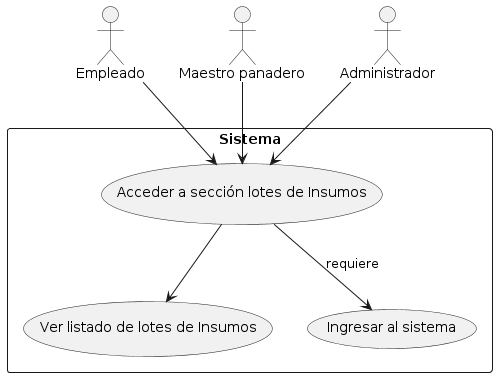 Empleado
Maestro panadero
Administrador
Sistema
Acceder a sección lotes de Insumos
requiere
Ver listado de lotes de Insumos
Ingresar al sistema